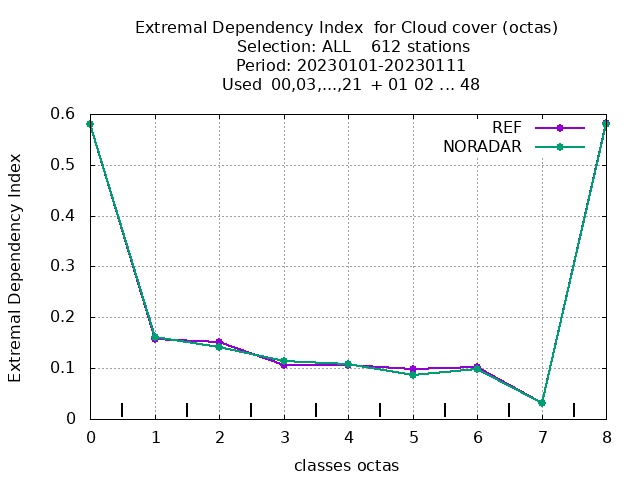 Extremal Dependency Index  for Cloud cover (octas)
Selection: ALL    612 stations
Period: 20230101-20230111
Used  00,03,...,21  + 01 02 ... 48
REF
NORADAR
Extremal Dependency Index
0.6
0.5
0.4
0.3
0.2
0.1
0
0 1 2 3 4 5 6 7 8
classes octas